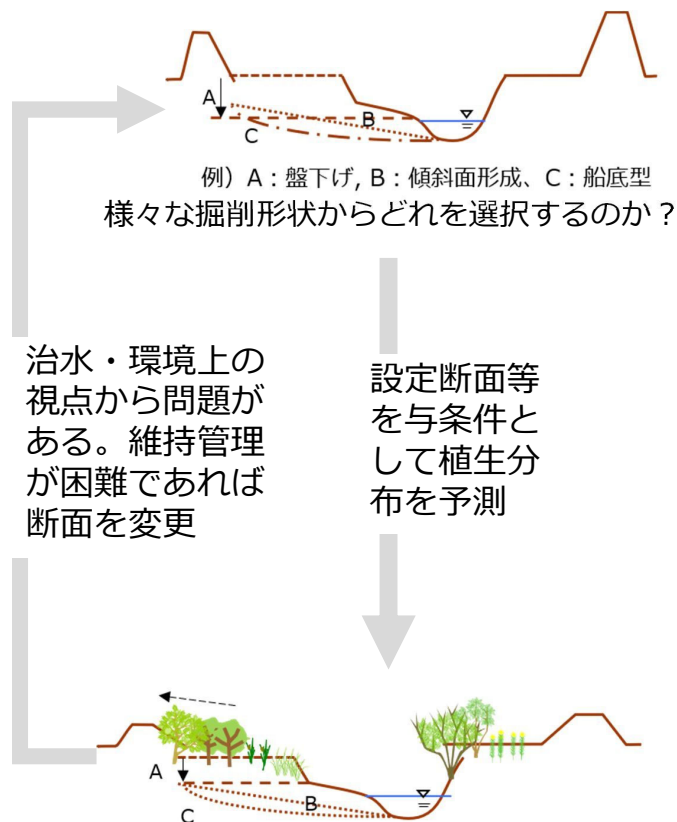 A
B
C
例）A：盤下げ, B：傾斜面形成、C：船底型
様々な掘削形状からどれを選択するのか？
治水・環境上の
視点から問題が
ある。維持管理
が困難であれば
断面を変更
設定断面等
を与条件と
して植生分
布を予測
A
B
C